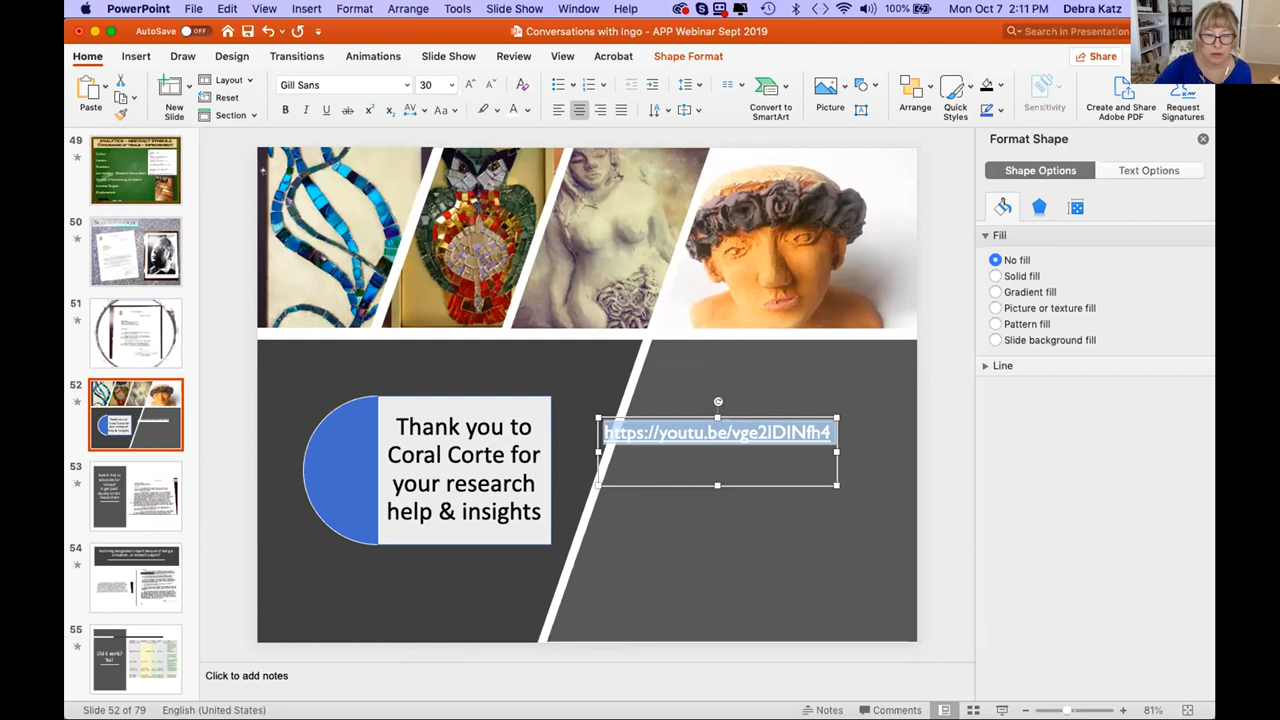 PowerPoint File Edit View Insert Format Arrange Tools Slide Show Window Help 100% Mon Oct 7 2:11 PM Debra Katz
AutoSave OFF Conversations with Ingo - APP Webinar Sept 2019 Search in Presentation
Home Insert Draw Design Transitions Animations Slide Show Review View Acrobat Shape Format Share
Paste New Slide Layout Reset Section Gill Sans 30 Convert to SmartArt Picture Arrange Quick Styles Sensitivity Create and Share Adobe PDF Request Signatures
49
50
51
52
53
54
55
Thank you to
Coral Corte for
your research
help & insights
https://youtu.be/vge2lDlNfh4
Click to add notes
Format Shape
Shape Options Text Options
Fill
No fill
Solid fill
Gradient fill
Picture or texture fill
Pattern fill
Slide background fill
Line
Slide 52 of 79 English (United States) Notes Comments 81%